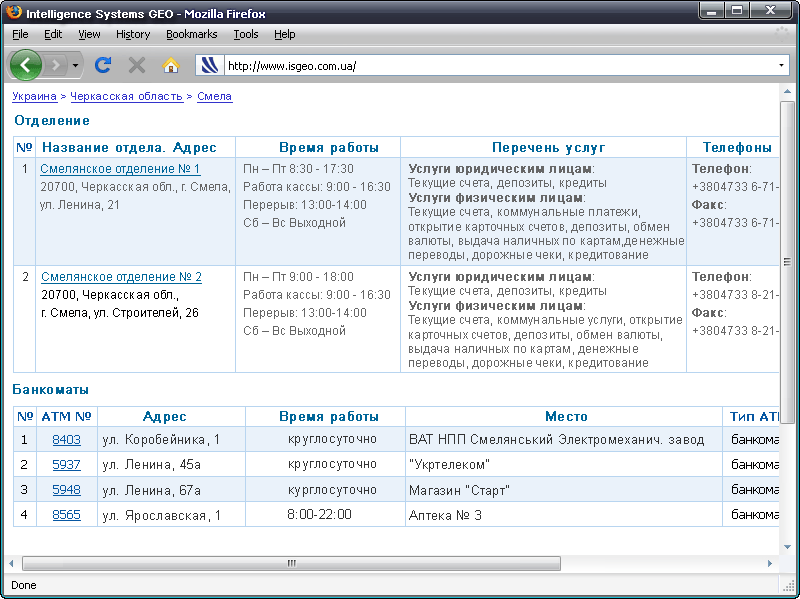 Intelligence Systems GEO - Mozilla Firefox
File Edit View History Bookmarks Tools Help
http://www.isgeo.com.ua/
Украина > Черкасская область > Смела
Отделение
№ Название отдела. Адрес Время работы Перечень услуг Телефоны
1 Смелянское отделение № 1
20700, Черкасская обл., г. Смела,
ул. Ленина, 21
Пн – Пт 8:30 - 17:30
Работа кассы: 9:00 - 16:30
Перерыв: 13:00-14:00
Сб – Вс Выходной
Услуги юридическим лицам:
Текущие счета, депозиты, кредиты
Услуги физическим лицам:
Текущие счета, коммунальные платежи,
открытие карточных счетов, депозиты, обмен
валюты, выдача наличных по картам,денежные
переводы, дорожные чеки, кредитование
Телефон:
+3804733 6-71-
Факс:
+3804733 6-71-
2 Смелянское отделение № 2
20700, Черкасская обл.,
г. Смела, ул. Строителей, 26
Пн – Пт 9:00 - 18:00
Работа кассы: 9:00 - 16:30
Перерыв: 13:00-14:00
Сб – Вс Выходной
Услуги юридическим лицам:
Текущие счета, депозиты, кредиты
Услуги физическим лицам:
Текущие счета, коммунальные услуги, открытие
карточных счетов, депозиты, обмен валюты,
выдача наличных по картам, денежные
переводы, дорожные чеки, кредитование
Телефон:
+3804733 8-21-
Факс:
+3804733 8-21-
Банкоматы
№ ATM № Адрес Время работы Место Тип АТ
1 8403 ул. Коробейника, 1 круглосуточно ВАТ НПП Смелянський Электромеханич. завод банкома
2 5937 ул. Ленина, 45а круглосуточно "Укртелеком" банкома
3 5948 ул. Ленина, 67а курглосуточно Магазин "Старт" банкома
4 8565 ул. Ярославская, 1 8:00-22:00 Аптека № 3 банкома
Done